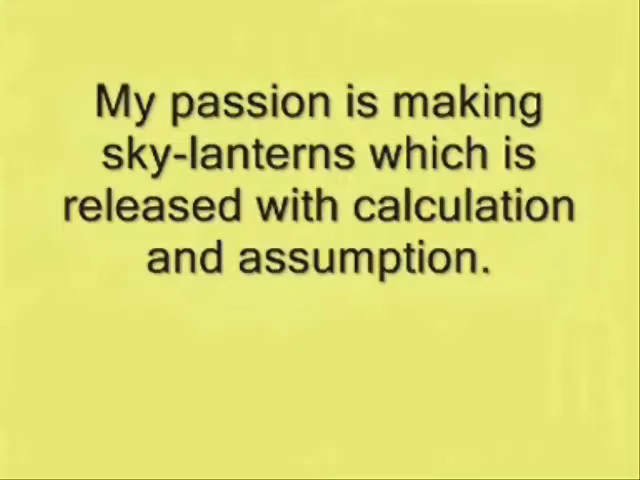 My passion is making
sky-lanterns which is
released with calculation
and assumption.